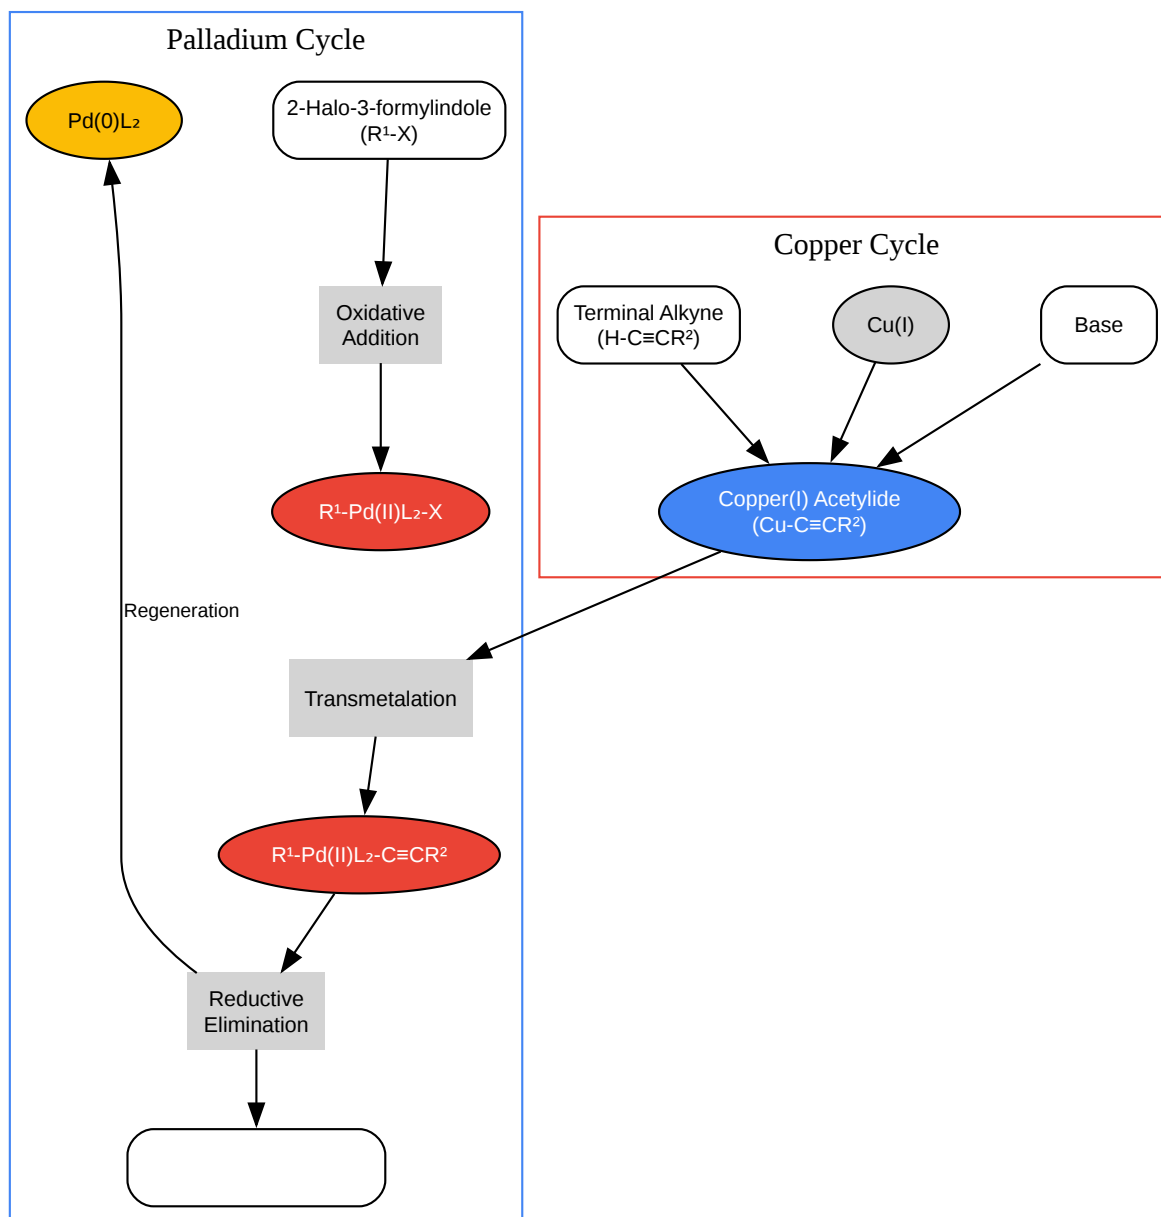 Palladium Cycle
Pd(0)L₂
2-Halo-3-formylindole
(R¹-X)
Oxidative
Addition
R¹-Pd(II)L₂-X
Regeneration
Transmetalation
R¹-Pd(II)L₂-C≡CR²
Reductive
Elimination
Copper Cycle
Terminal Alkyne
(H-C≡CR²)
Cu(I)
Base
Copper(I) Acetylide
(Cu-C≡CR²)